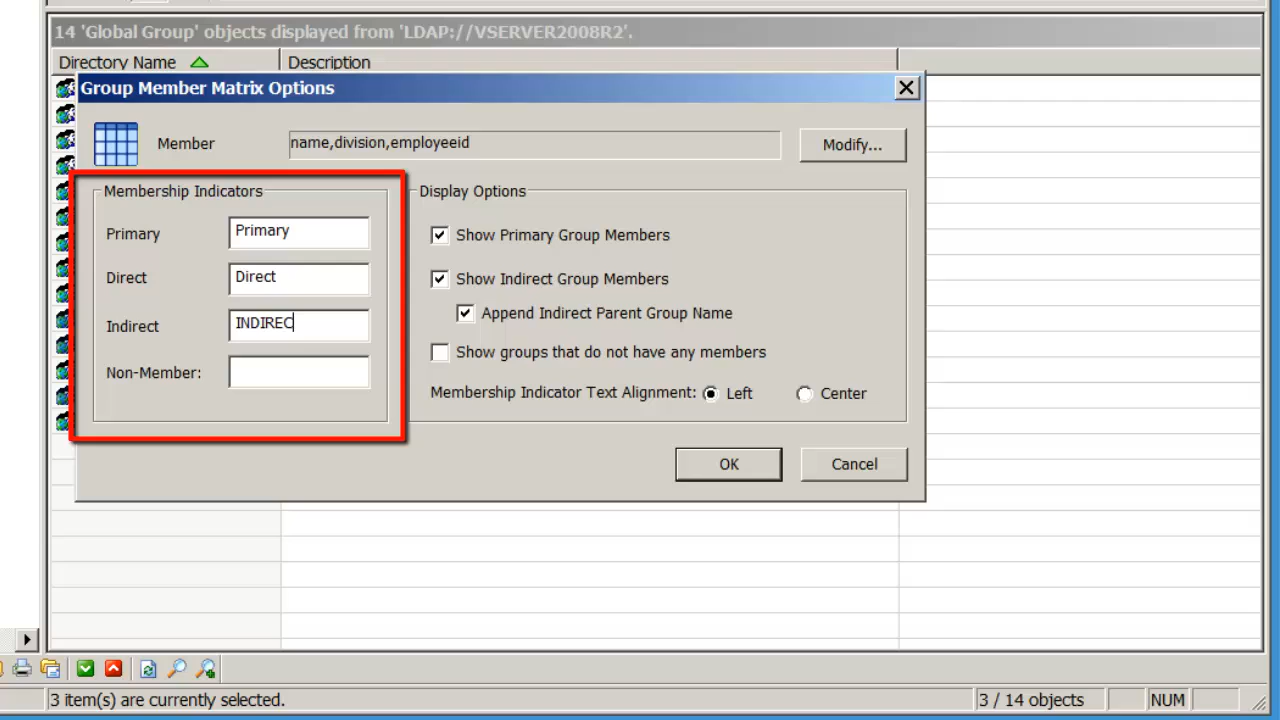 14 'Global Group' objects displayed from 'LDAP://VSERVER2008R2'.
Directory Name Description
Group Member Matrix Options
Member name,division,employeeid Modify...
Membership Indicators
Primary Primary
Direct Direct
Indirect INDIREC
Non-Member:
Display Options
Show Primary Group Members
Show Indirect Group Members
Append Indirect Parent Group Name
Show groups that do not have any members
Membership Indicator Text Alignment: Left Center
OK Cancel
3 item(s) are currently selected. 3 / 14 objects NUM